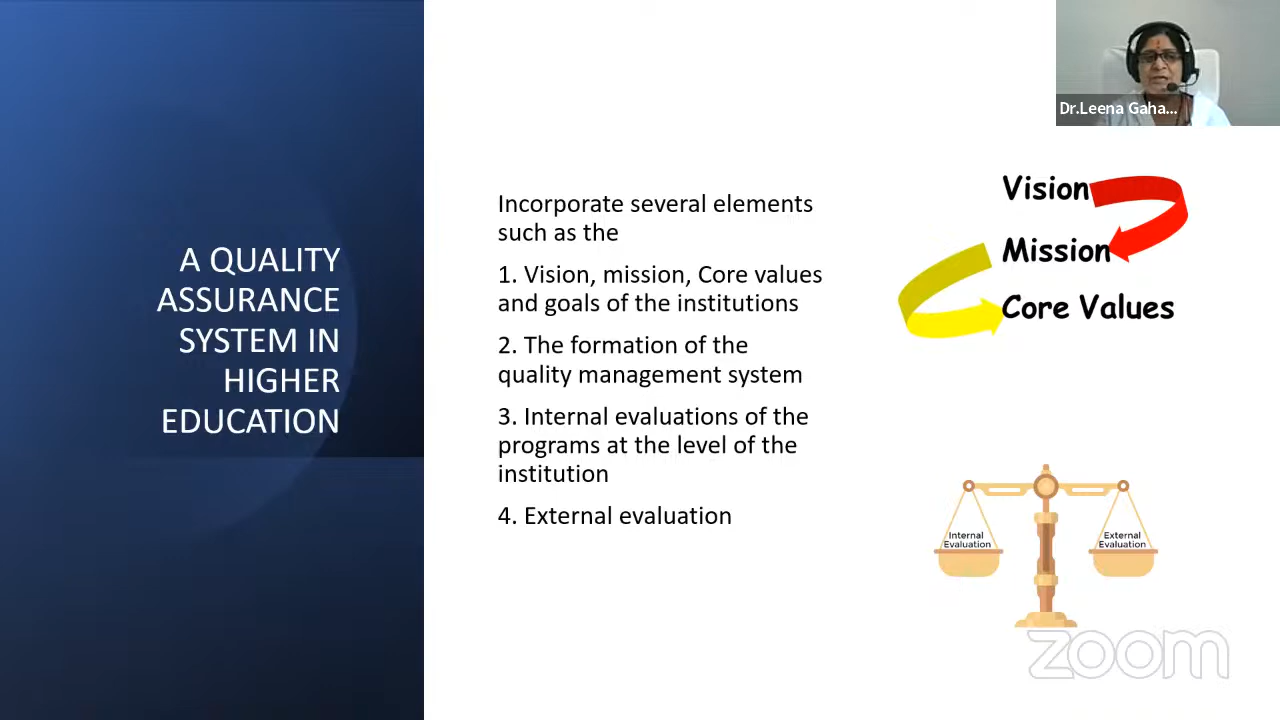 Dr.Leena Gaha...
A QUALITY
ASSURANCE
SYSTEM IN
HIGHER
EDUCATION
Incorporate several elements
such as the
1. Vision, mission, Core values
and goals of the institutions
2. The formation of the
quality management system
3. Internal evaluations of the
programs at the level of the
institution
4. External evaluation
Vision
Mission
Core Values
Internal
Evaluation
External
Evaluation
zoom